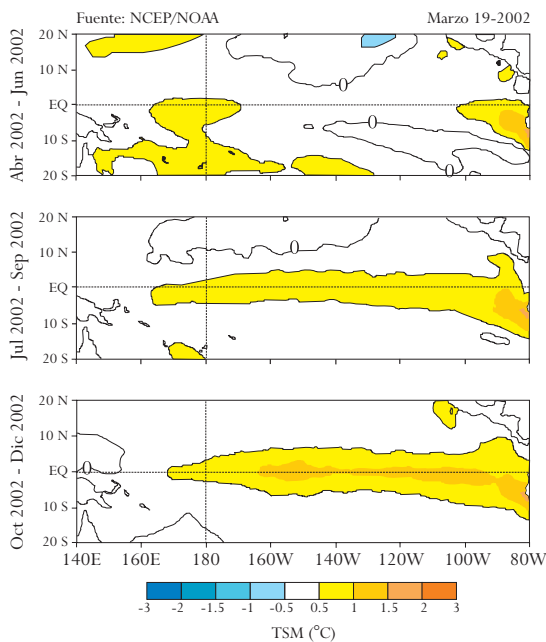 Fuente: NCEP/NOAA Marzo 19-2002
Abr 2002 - Jun 2002
20 N
10 N
EQ
10 S
20 S
0
0
0
Jul 2002 - Sep 2002
20 N
10 N
EQ
10 S
20 S
0
Oct 2002 - Dic 2002
20 N
10 N
EQ
10 S
20 S
0
140E 160E 180 160W 140W 120W 100W 80W
-3 -2 -1.5 -1 -0.5 0.5 1 1.5 2 3
TSM (°C)